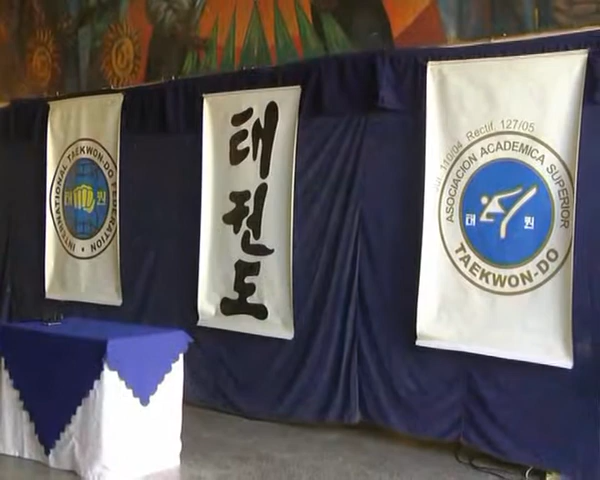 INTERNATIONAL TAEKWON-DO FEDERATION
태 권
태권도
110/04 Rectif. 127/05
ASOCIACION ACADEMICA SUPERIOR
태 권
TAEKWON-DO